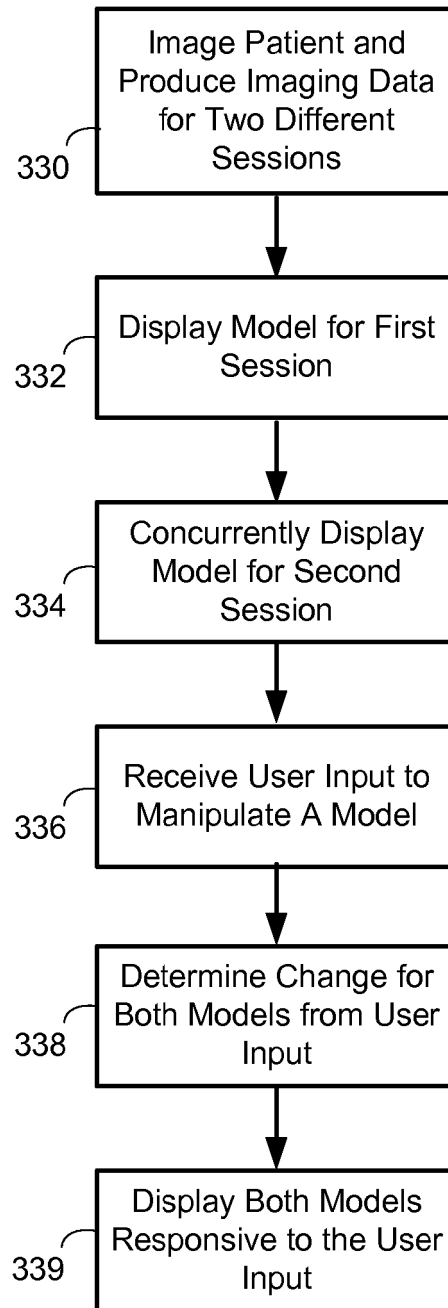 Image Patient and
Produce Imaging Data
for Two Different
Sessions
330
Display Model for First
Session
332
Concurrently Display
Model for Second
Session
334
Receive User Input to
Manipulate A Model
336
Determine Change for
Both Models from User
Input
338
Display Both Models
Responsive to the User
Input
339